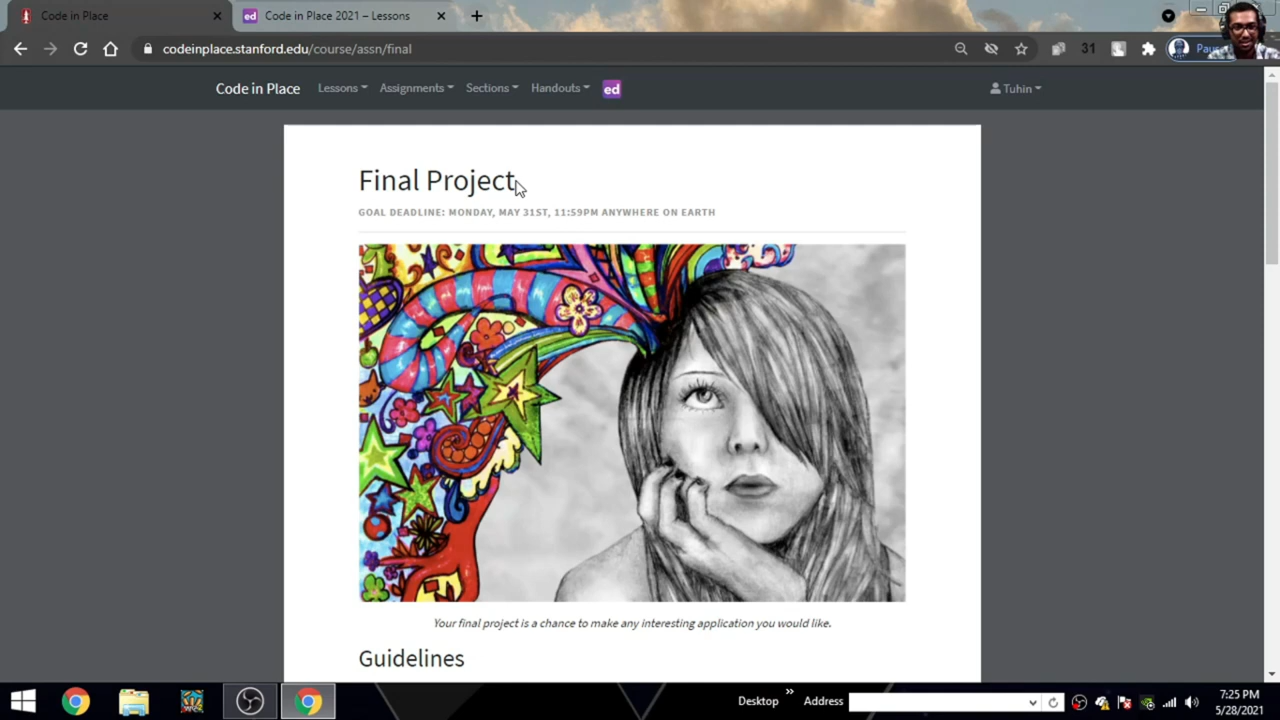 Code in Place
Code in Place 2021 – Lessons
codeinplace.stanford.edu/course/assn/final
31
Code in Place
Lessons
Assignments
Sections
Handouts
ed
Tuhin
Final Project
GOAL DEADLINE: MONDAY, MAY 31ST, 11:59PM ANYWHERE ON EARTH
Your final project is a chance to make any interesting application you would like.
Guidelines
Desktop
Address
7:25 PM
5/28/2021